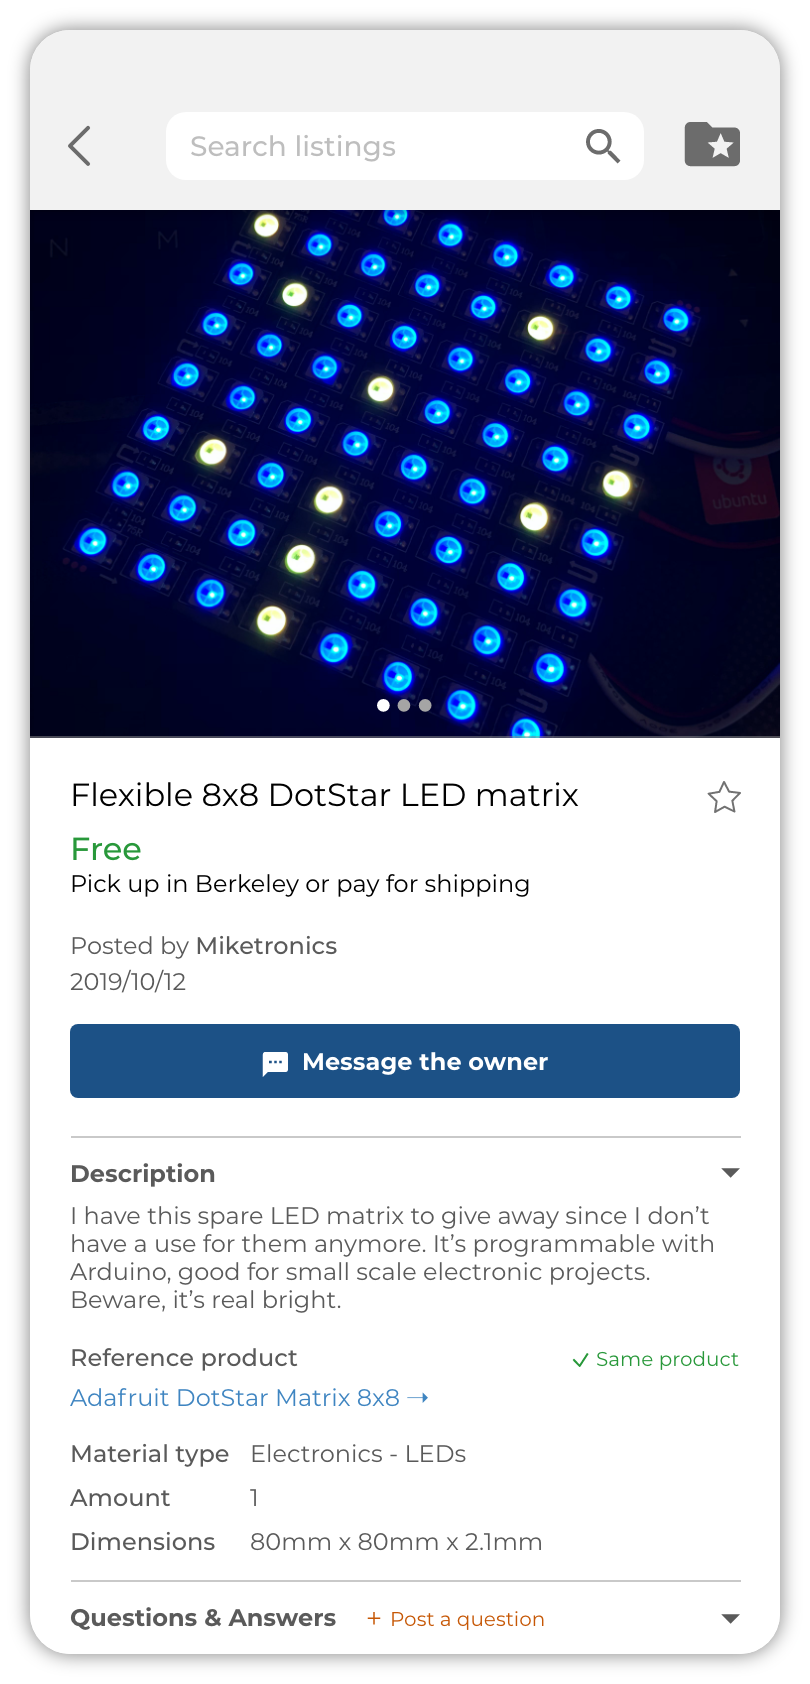 Search listings
ubuntu
Flexible 8x8 DotStar LED matrix
Free
Pick up in Berkeley or pay for shipping
Posted by Miketronics
2019/10/12
Message the owner
Description
I have this spare LED matrix to give away since I don’t
have a use for them anymore. It’s programmable with
Arduino, good for small scale electronic projects.
Beware, it’s real bright.
Reference product
Same product
Adafruit DotStar Matrix 8x8 →
Material type Electronics - LEDs
Amount 1
Dimensions 80mm x 80mm x 2.1mm
Questions & Answers + Post a question